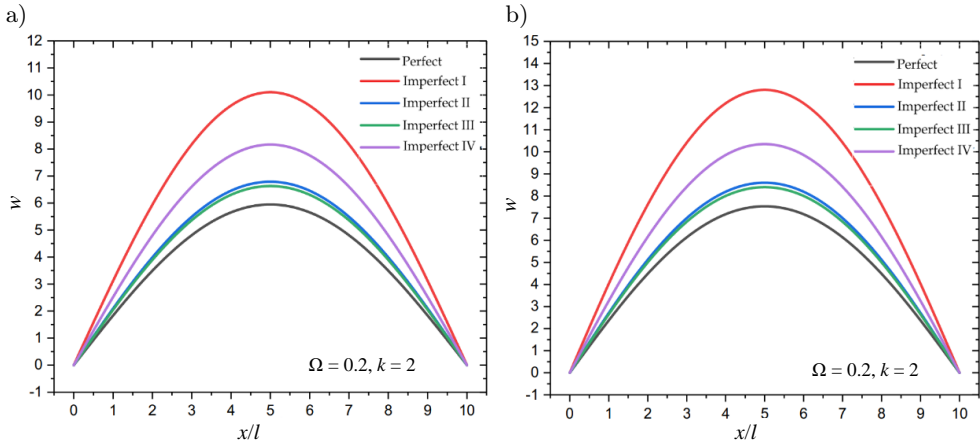 a)
12
11
10
9
8
7
6
5
4
3
2
1
0
-1
w
Perfect
Imperfect I
Imperfect II
Imperfect III
Imperfect IV
Ω = 0.2, k = 2
0 1 2 3 4 5 6 7 8 9 10
x/l
b)
15
14
13
12
11
10
9
8
7
6
5
4
3
2
1
0
-1
w
Perfect
Imperfect I
Imperfect II
Imperfect III
Imperfect IV
Ω = 0.2, k = 2
0 1 2 3 4 5 6 7 8 9 10
x/l